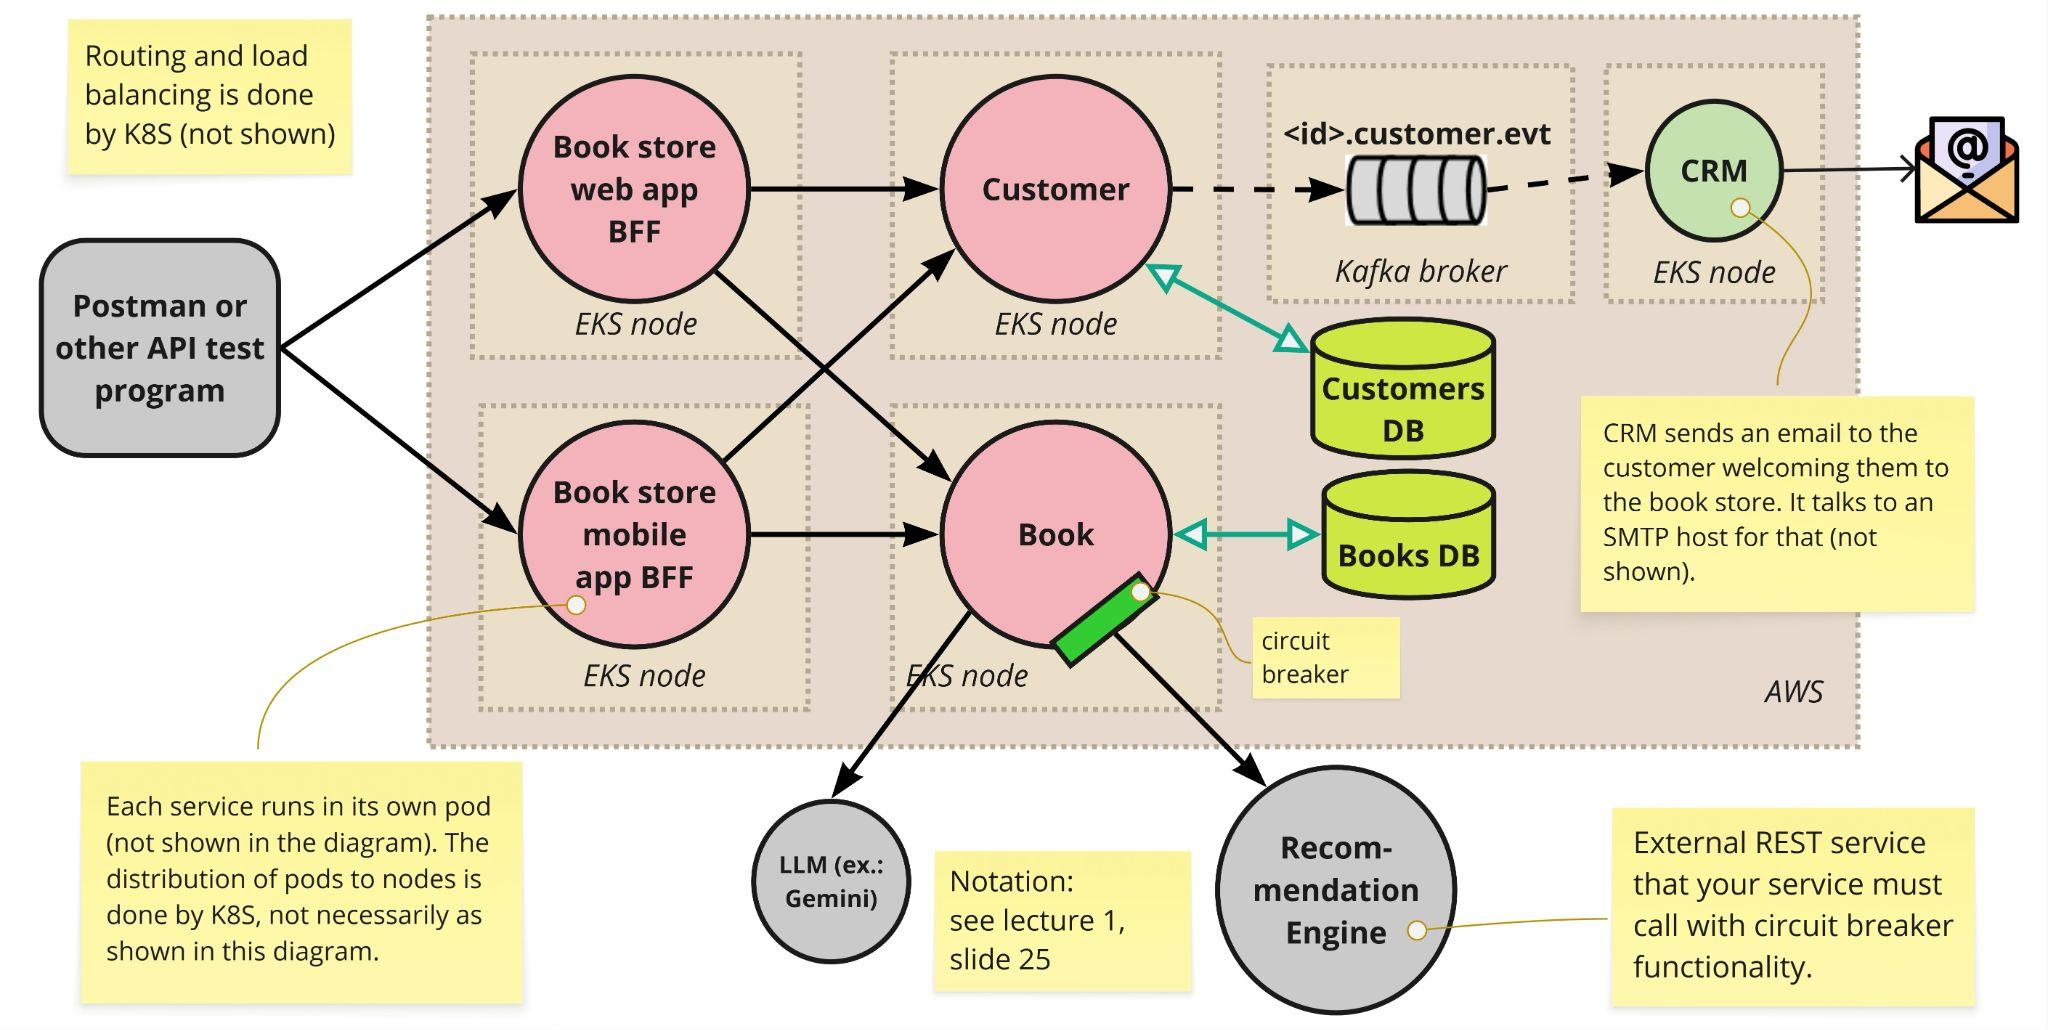 Routing and load
balancing is done
by K8S (not shown)
Postman or
other API test
program
Book store
web app
BFF
EKS node
Customer
EKS node
<id>.customer.evt
Kafka broker
CRM
EKS node
@
Customers
DB
CRM sends an email to the
customer welcoming them to
the book store. It talks to an
SMTP host for that (not
shown).
Book store
mobile
app BFF
EKS node
Book
EKS node
Books DB
circuit
breaker
AWS
Each service runs in its own pod
(not shown in the diagram). The
distribution of pods to nodes is
done by K8S, not necessarily as
shown in this diagram.
LLM (ex.:
Gemini)
Notation:
see lecture 1,
slide 25
Recom-
mendation
Engine
External REST service
that your service must
call with circuit breaker
functionality.